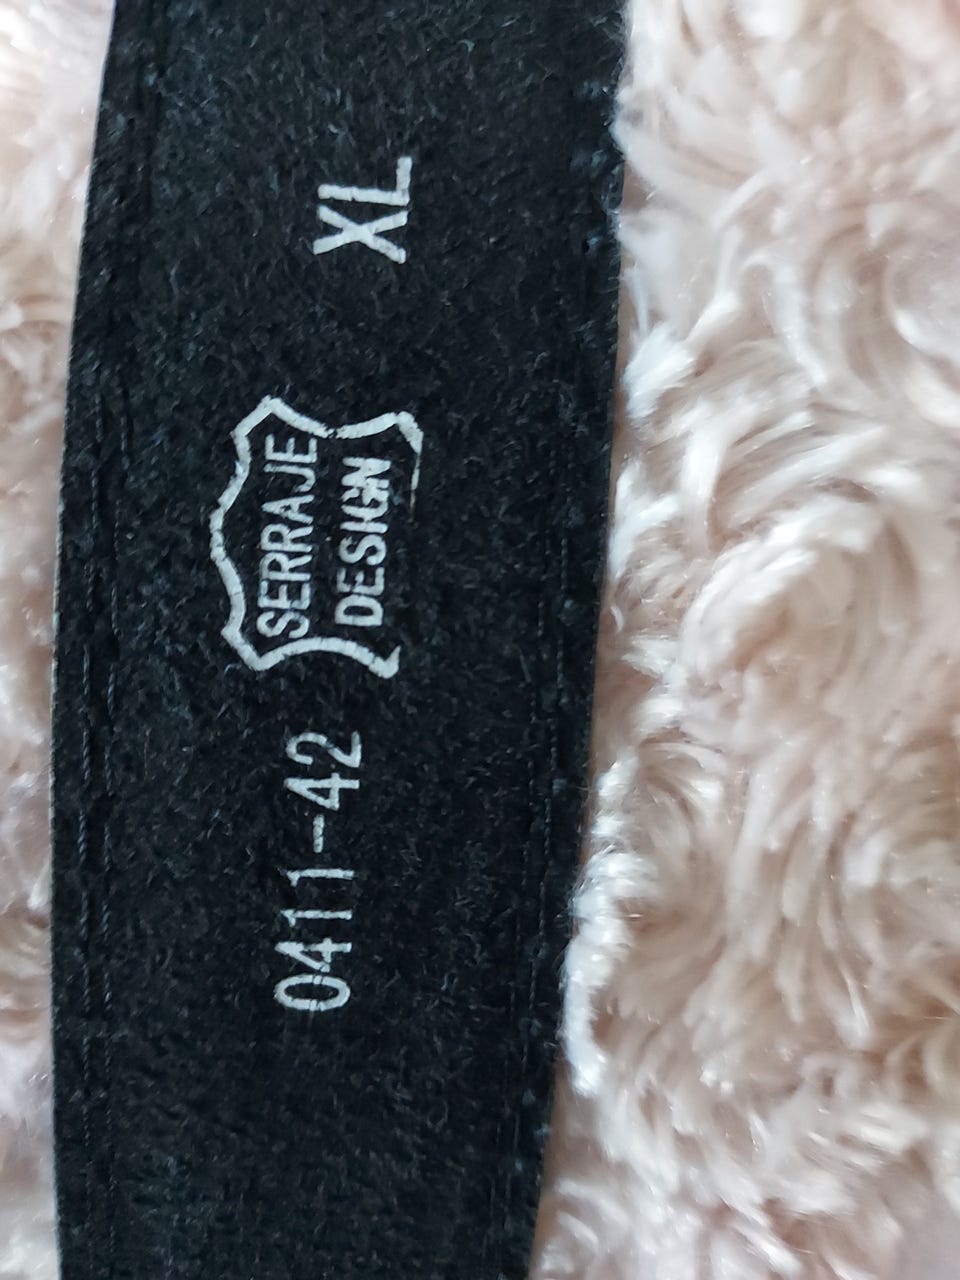 0411-42
SERRAJE
DESIGN
XL